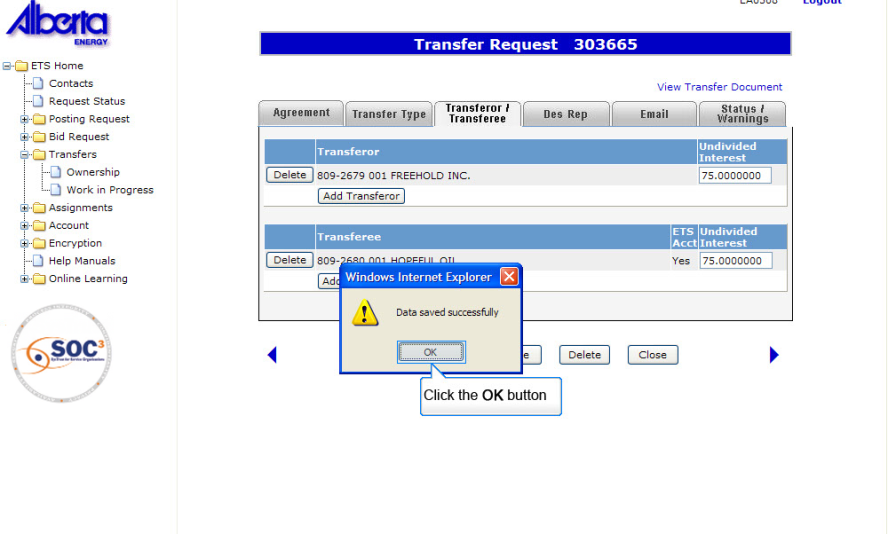 Alberta
ENERGY
Logout
Transfer Request 303665
ETS Home
Contacts
Request Status
Posting Request
Bid Request
Transfers
Ownership
Work in Progress
Assignments
Account
Encryption
Help Manuals
Online Learning
SOC3
View Transfer Document
Agreement
Transfer Type
Transferor /
Transferee
Des Rep
Email
Status /
Warnings
Transferor
Undivided
Interest
Delete 809-2679 001 FREEHOLD INC. 75.0000000
Add Transferor
Transferee
ETS Undivided
Acct Interest
Delete 809-2680 001 HOPEFUL OIL Yes 75.0000000
Windows Internet Explorer
Data saved successfully
OK
Delete Close
Click the OK button